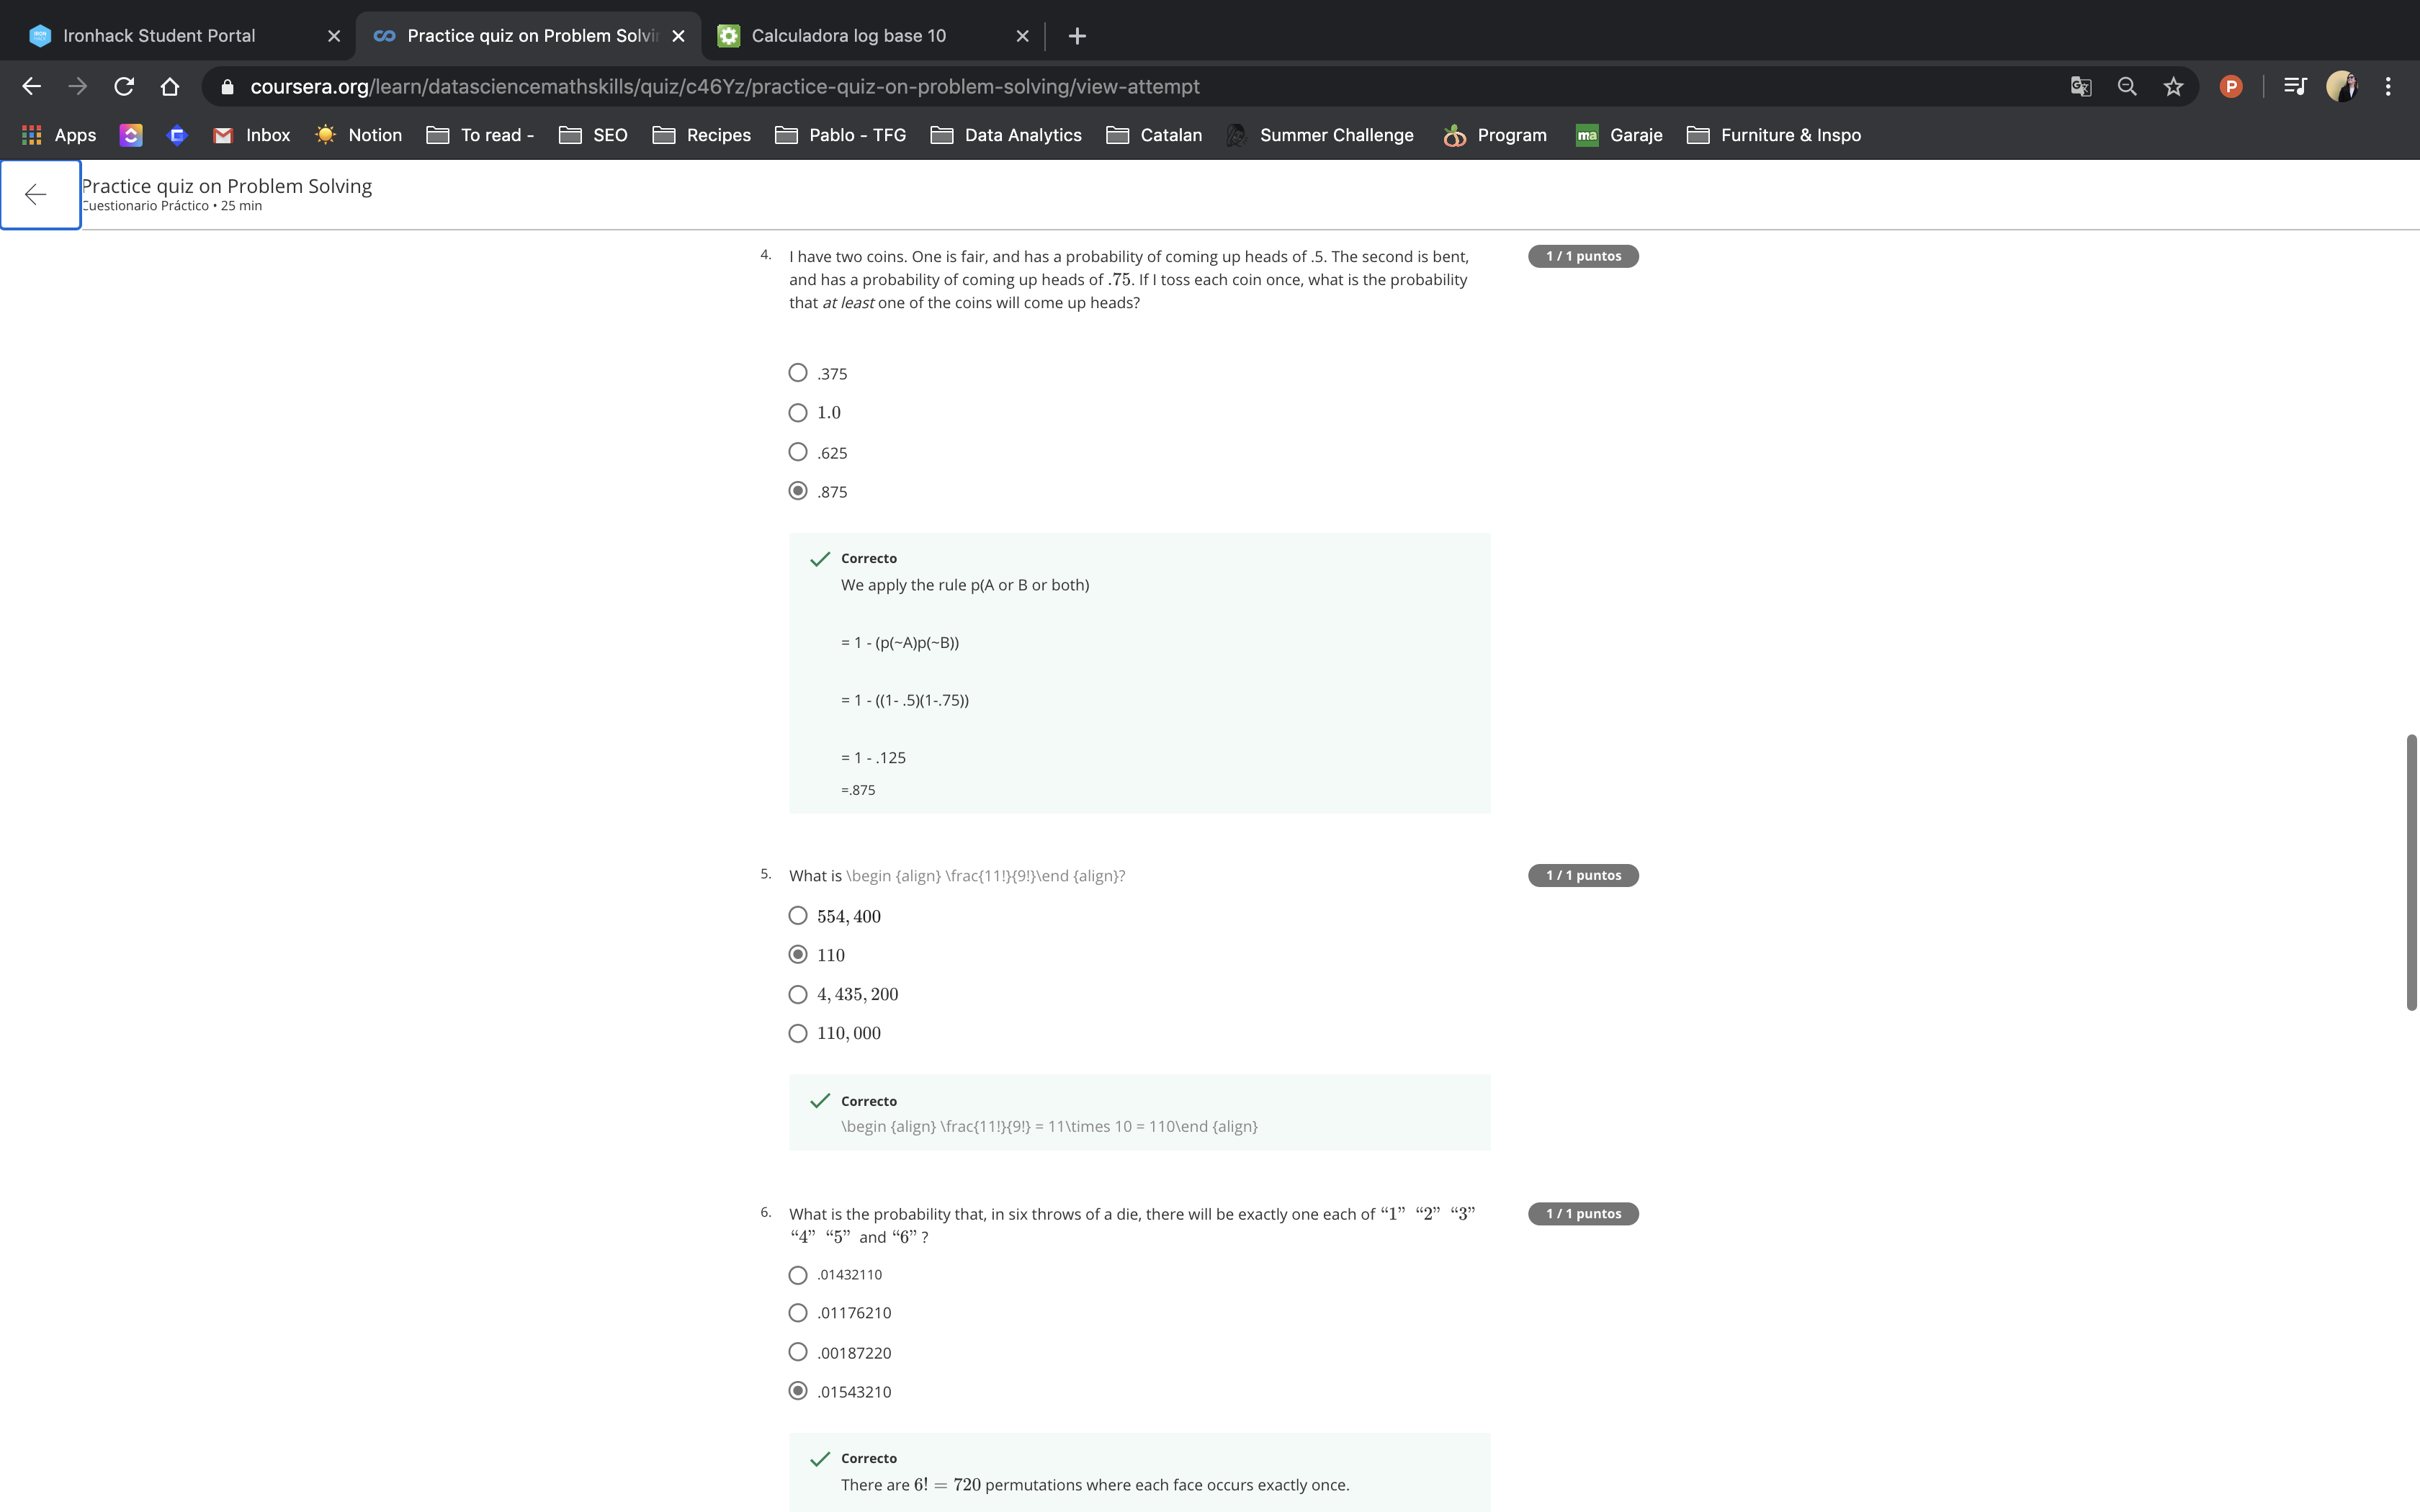 Ironhack Student Portal
Practice quiz on Problem Solvi
Calculadora log base 10
coursera.org/learn/datasciencemathskills/quiz/c46Yz/practice-quiz-on-problem-solving/view-attempt
Apps Inbox Notion To read - SEO Recipes Pablo - TFG Data Analytics Catalan Summer Challenge ma Program Garaje Furniture & Inspo
Practice quiz on Problem Solving
Cuestionario Práctico • 25 min
4. I have two coins. One is fair, and has a probability of coming up heads of .5. The second is bent,
and has a probability of coming up heads of .75. If I toss each coin once, what is the probability
that at least one of the coins will come up heads?
1 / 1 puntos
.375
1.0
.625
.875
Correcto
We apply the rule p(A or B or both)
= 1 - (p(~A)p(~B))
= 1 - ((1- .5)(1-.75))
= 1 - .125
=.875
5. What is \begin {align} \frac{11!}{9!}\end {align}?
1 / 1 puntos
554, 400
110
4, 435, 200
110, 000
Correcto
\begin {align} \frac{11!}{9!} = 11\times 10 = 110\end {align}
6. What is the probability that, in six throws of a die, there will be exactly one each of “1” “2” “3”
“4” “5” and “6” ?
1 / 1 puntos
.01432110
.01176210
.00187220
.01543210
Correcto
There are 6! = 720 permutations where each face occurs exactly once.